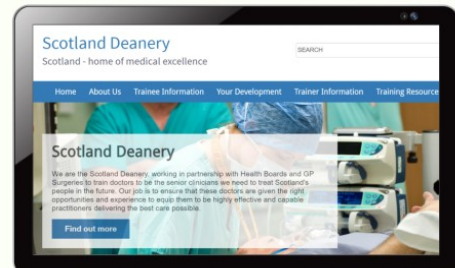 Scotland Deanery
Scotland - home of medical excellence
SEARCH
Home About Us Trainee Information Your Development Trainer Information Training Resource
Scotland Deanery
We are the Scotland Deanery, working in partnership with Health Boards and GP
Surgeries to train doctors to be the senior clinicians we need to treat Scotland's
people in the future. Our job is to ensure that these doctors are given the right
opportunities and experience to equip them to be highly effective and capable
practitioners delivering the best care possible.
Find out more